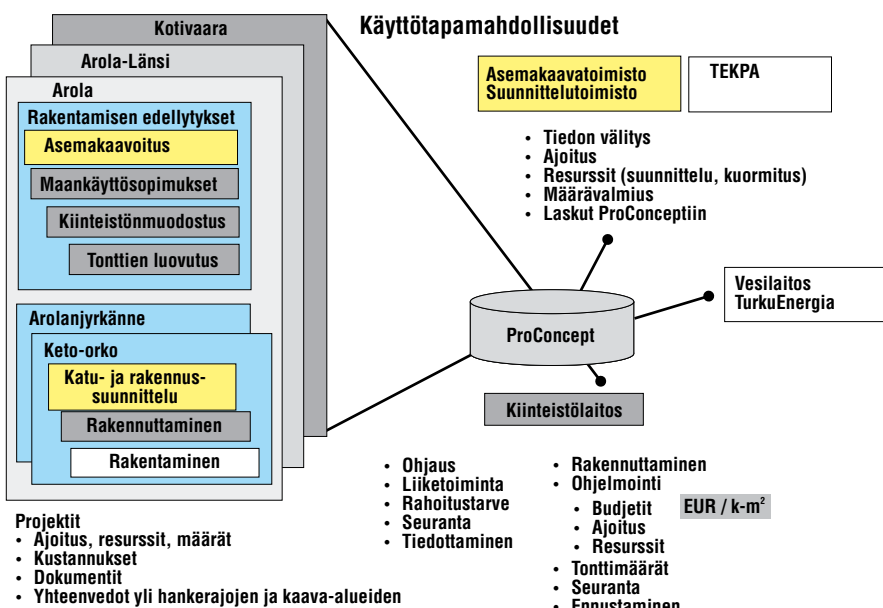 Käyttötapamahdollisuudet
Kotivaara
Arola-Länsi
Arola
Rakentamisen edellytykset
Asemakaavoitus
Maankäyttösopimukset
Kiinteistönmuodostus
Tonttien luovutus
Arolanjyrkänne
Keto-orko
Katu- ja rakennus-
suunnittelu
Rakennuttaminen
Rakentaminen
Projektit
• Ajoitus, resurssit, määrät
• Kustannukset
• Dokumentit
• Yhteenvedot yli hankerajojen ja kaava-alueiden
Asemakaavatoimisto
Suunnittelutoimisto
TEKPA
• Tiedon välitys
• Ajoitus
• Resurssit (suunnittelu, kuormitus)
• Määrävalmius
• Laskut ProConceptiin
ProConcept
Vesilaitos
TurkuEnergia
Kiinteistölaitos
• Ohjaus
• Liiketoiminta
• Rahoitustarve
• Seuranta
• Tiedottaminen
• Rakennuttaminen
• Ohjelmointi
• Budjetit
• Ajoitus
• Resurssit
EUR / k-m²
• Tonttimäärät
• Seuranta
• Ennustaminen